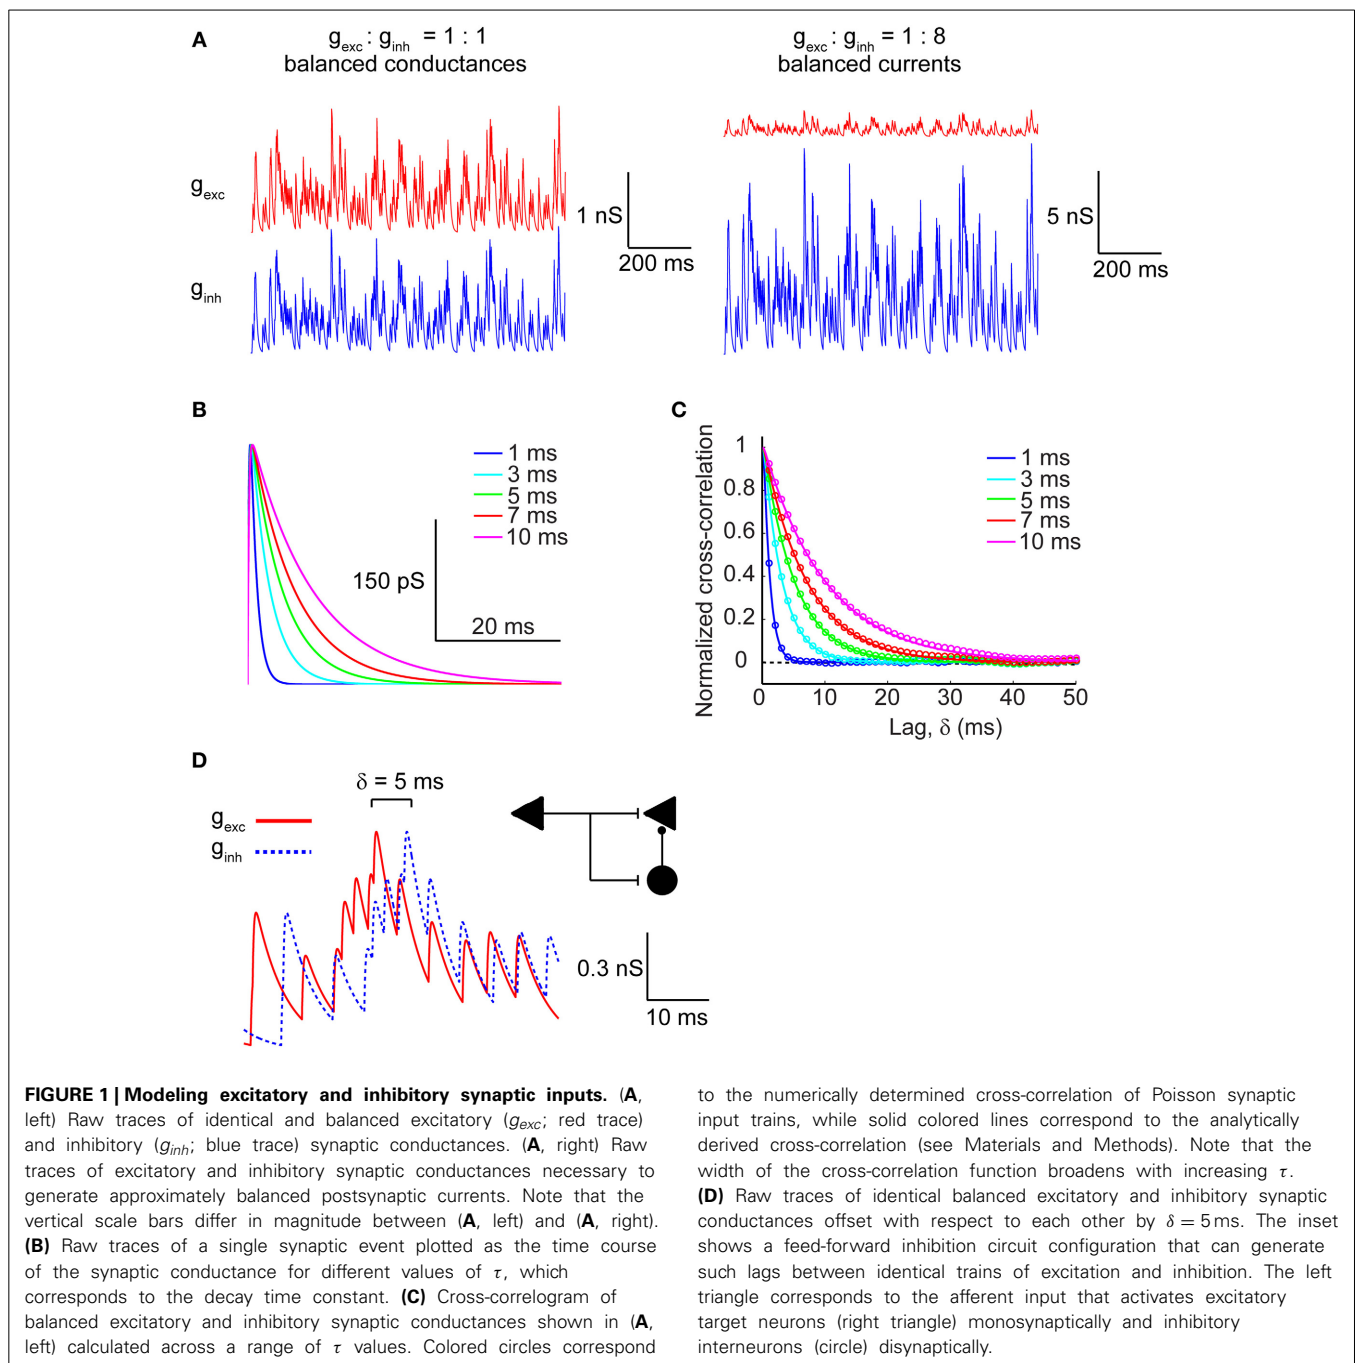 A
gexc : ginh = 1 : 1
balanced conductances
gexc : ginh = 1 : 8
balanced currents
gexc
1 nS
200 ms
5 nS
200 ms
ginh
B
1 ms
3 ms
5 ms
7 ms
10 ms
150 pS
20 ms
C
Normalized cross-correlation
1
0.8
0.6
0.4
0.2
0
0 10 20 30 40 50
Lag, δ (ms)
1 ms
3 ms
5 ms
7 ms
10 ms
D
δ = 5 ms
gexc
ginh
0.3 nS
10 ms
FIGURE 1 | Modeling excitatory and inhibitory synaptic inputs. (A,
left) Raw traces of identical and balanced excitatory (gexc; red trace)
and inhibitory (ginh; blue trace) synaptic conductances. (A, right) Raw
traces of excitatory and inhibitory synaptic conductances necessary to
generate approximately balanced postsynaptic currents. Note that the
vertical scale bars differ in magnitude between (A, left) and (A, right).
(B) Raw traces of a single synaptic event plotted as the time course
of the synaptic conductance for different values of τ, which
corresponds to the decay time constant. (C) Cross-correlogram of
balanced excitatory and inhibitory synaptic conductances shown in (A,
left) calculated across a range of τ values. Colored circles correspond
to the numerically determined cross-correlation of Poisson synaptic
input trains, while solid colored lines correspond to the analytically
derived cross-correlation (see Materials and Methods). Note that the
width of the cross-correlation function broadens with increasing τ.
(D) Raw traces of identical balanced excitatory and inhibitory synaptic
conductances offset with respect to each other by δ = 5 ms. The inset
shows a feed-forward inhibition circuit configuration that can generate
such lags between identical trains of excitation and inhibition. The left
triangle corresponds to the afferent input that activates excitatory
target neurons (right triangle) monosynaptically and inhibitory
interneurons (circle) disynaptically.